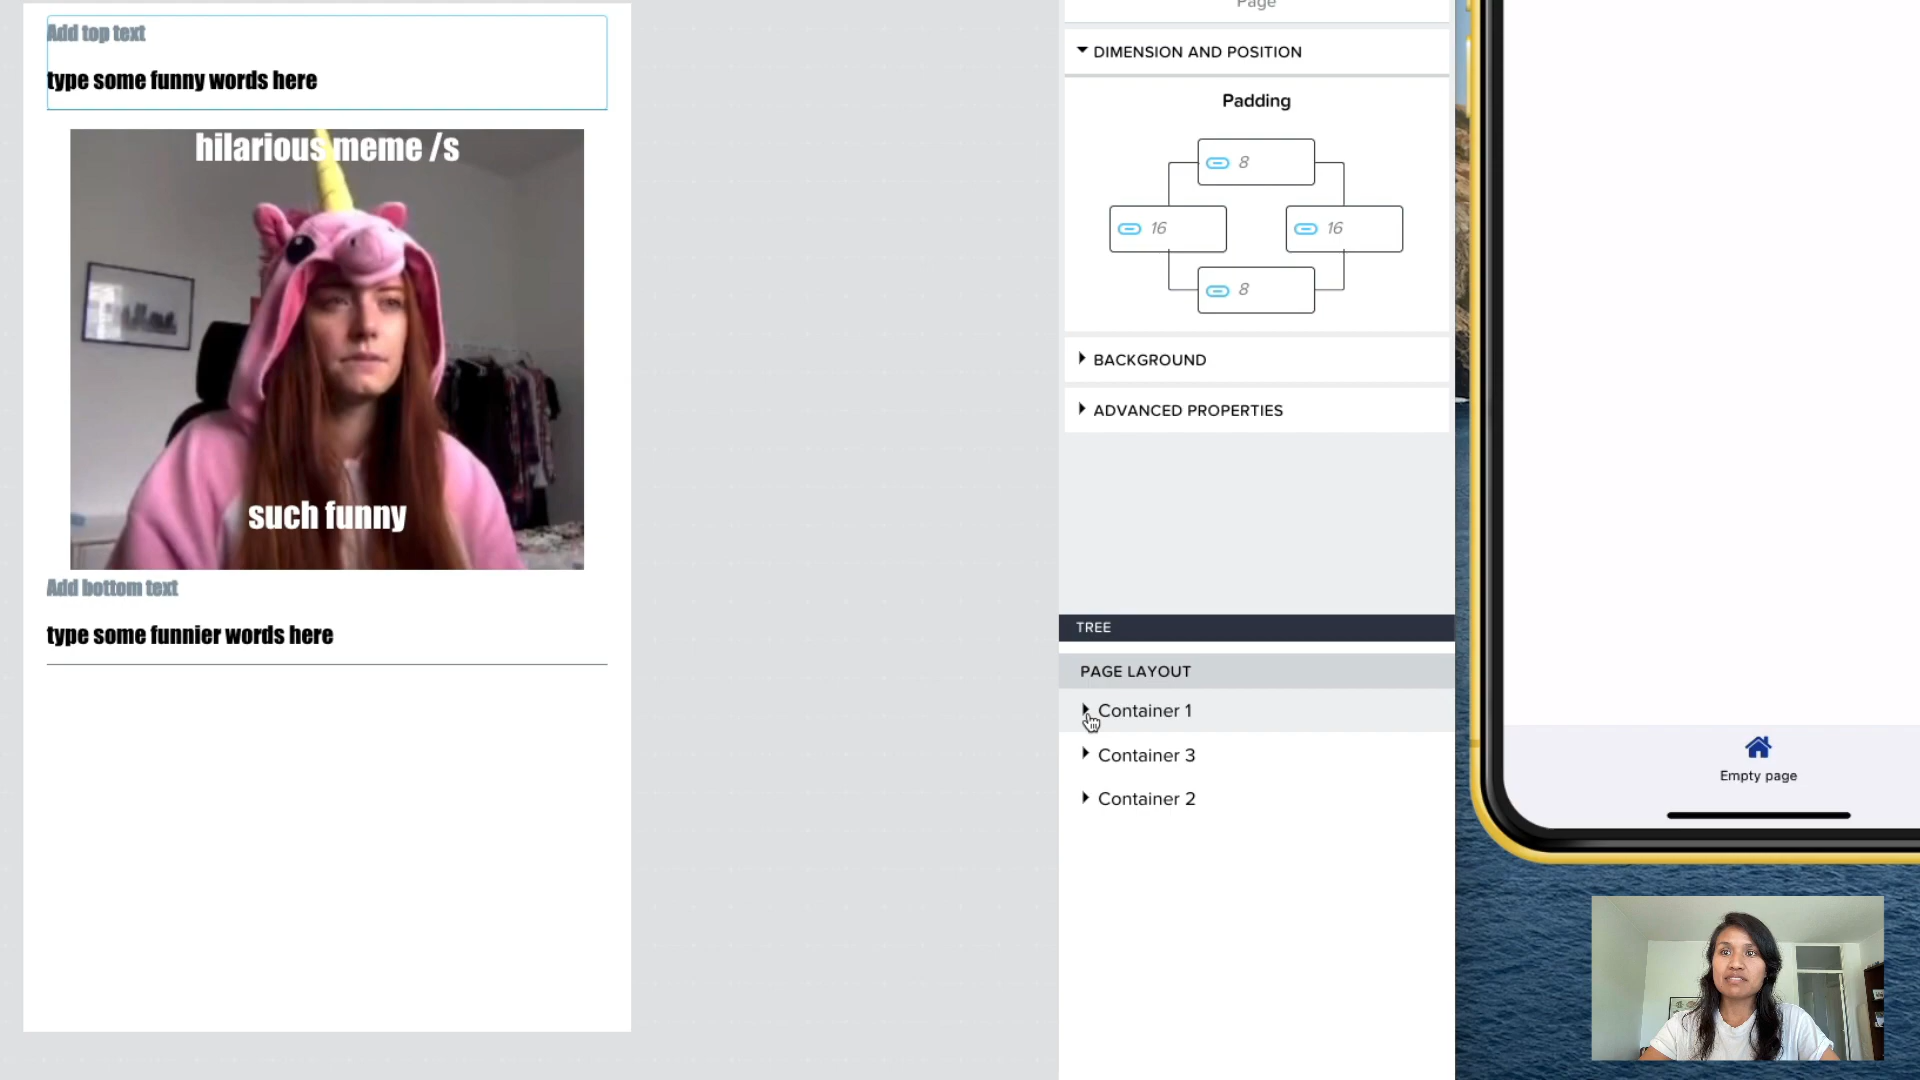 Add top text
type some funny words here
hilarious meme /s
such funny
Add bottom text
type some funnier words here
Page
DIMENSION AND POSITION
Padding
8
16
16
8
BACKGROUND
ADVANCED PROPERTIES
TREE
PAGE LAYOUT
Container 1
Container 3
Container 2
Empty page